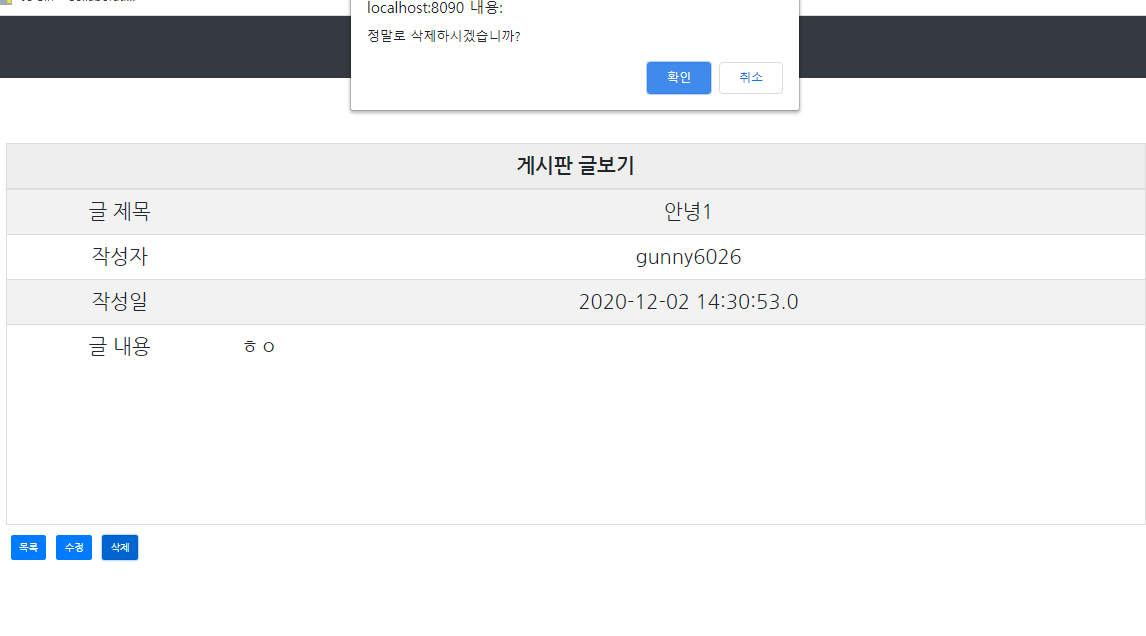 localhost:8090 내용:
정말로 삭제하시겠습니까?
확인 취소
게시판 글보기
글 제목 안녕1
작성자 gunny6026
작성일 2020-12-02 14:30:53.0
글 내용 ㅎㅇ
목록 수정 삭제